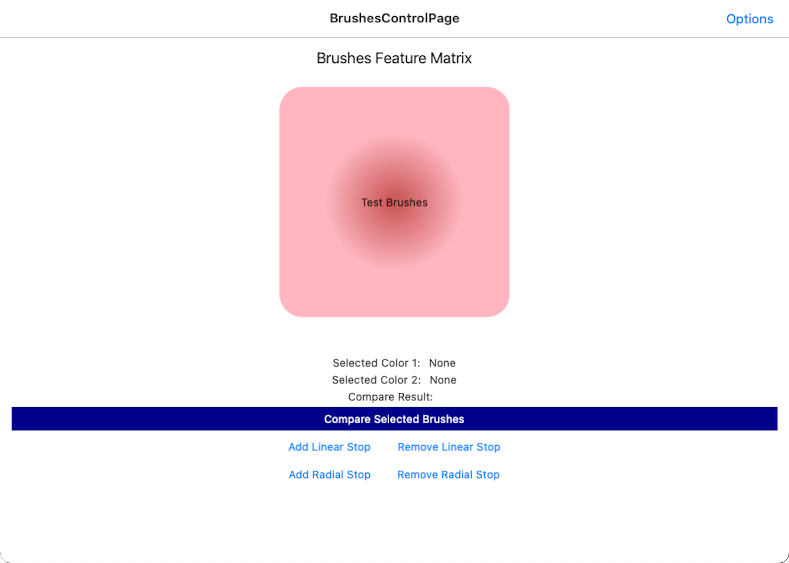 BrushesControlPage
Options
Brushes Feature Matrix
Test Brushes
Selected Color 1: None
Selected Color 2: None
Compare Result:
Compare Selected Brushes
Add Linear Stop Remove Linear Stop
Add Radial Stop Remove Radial Stop